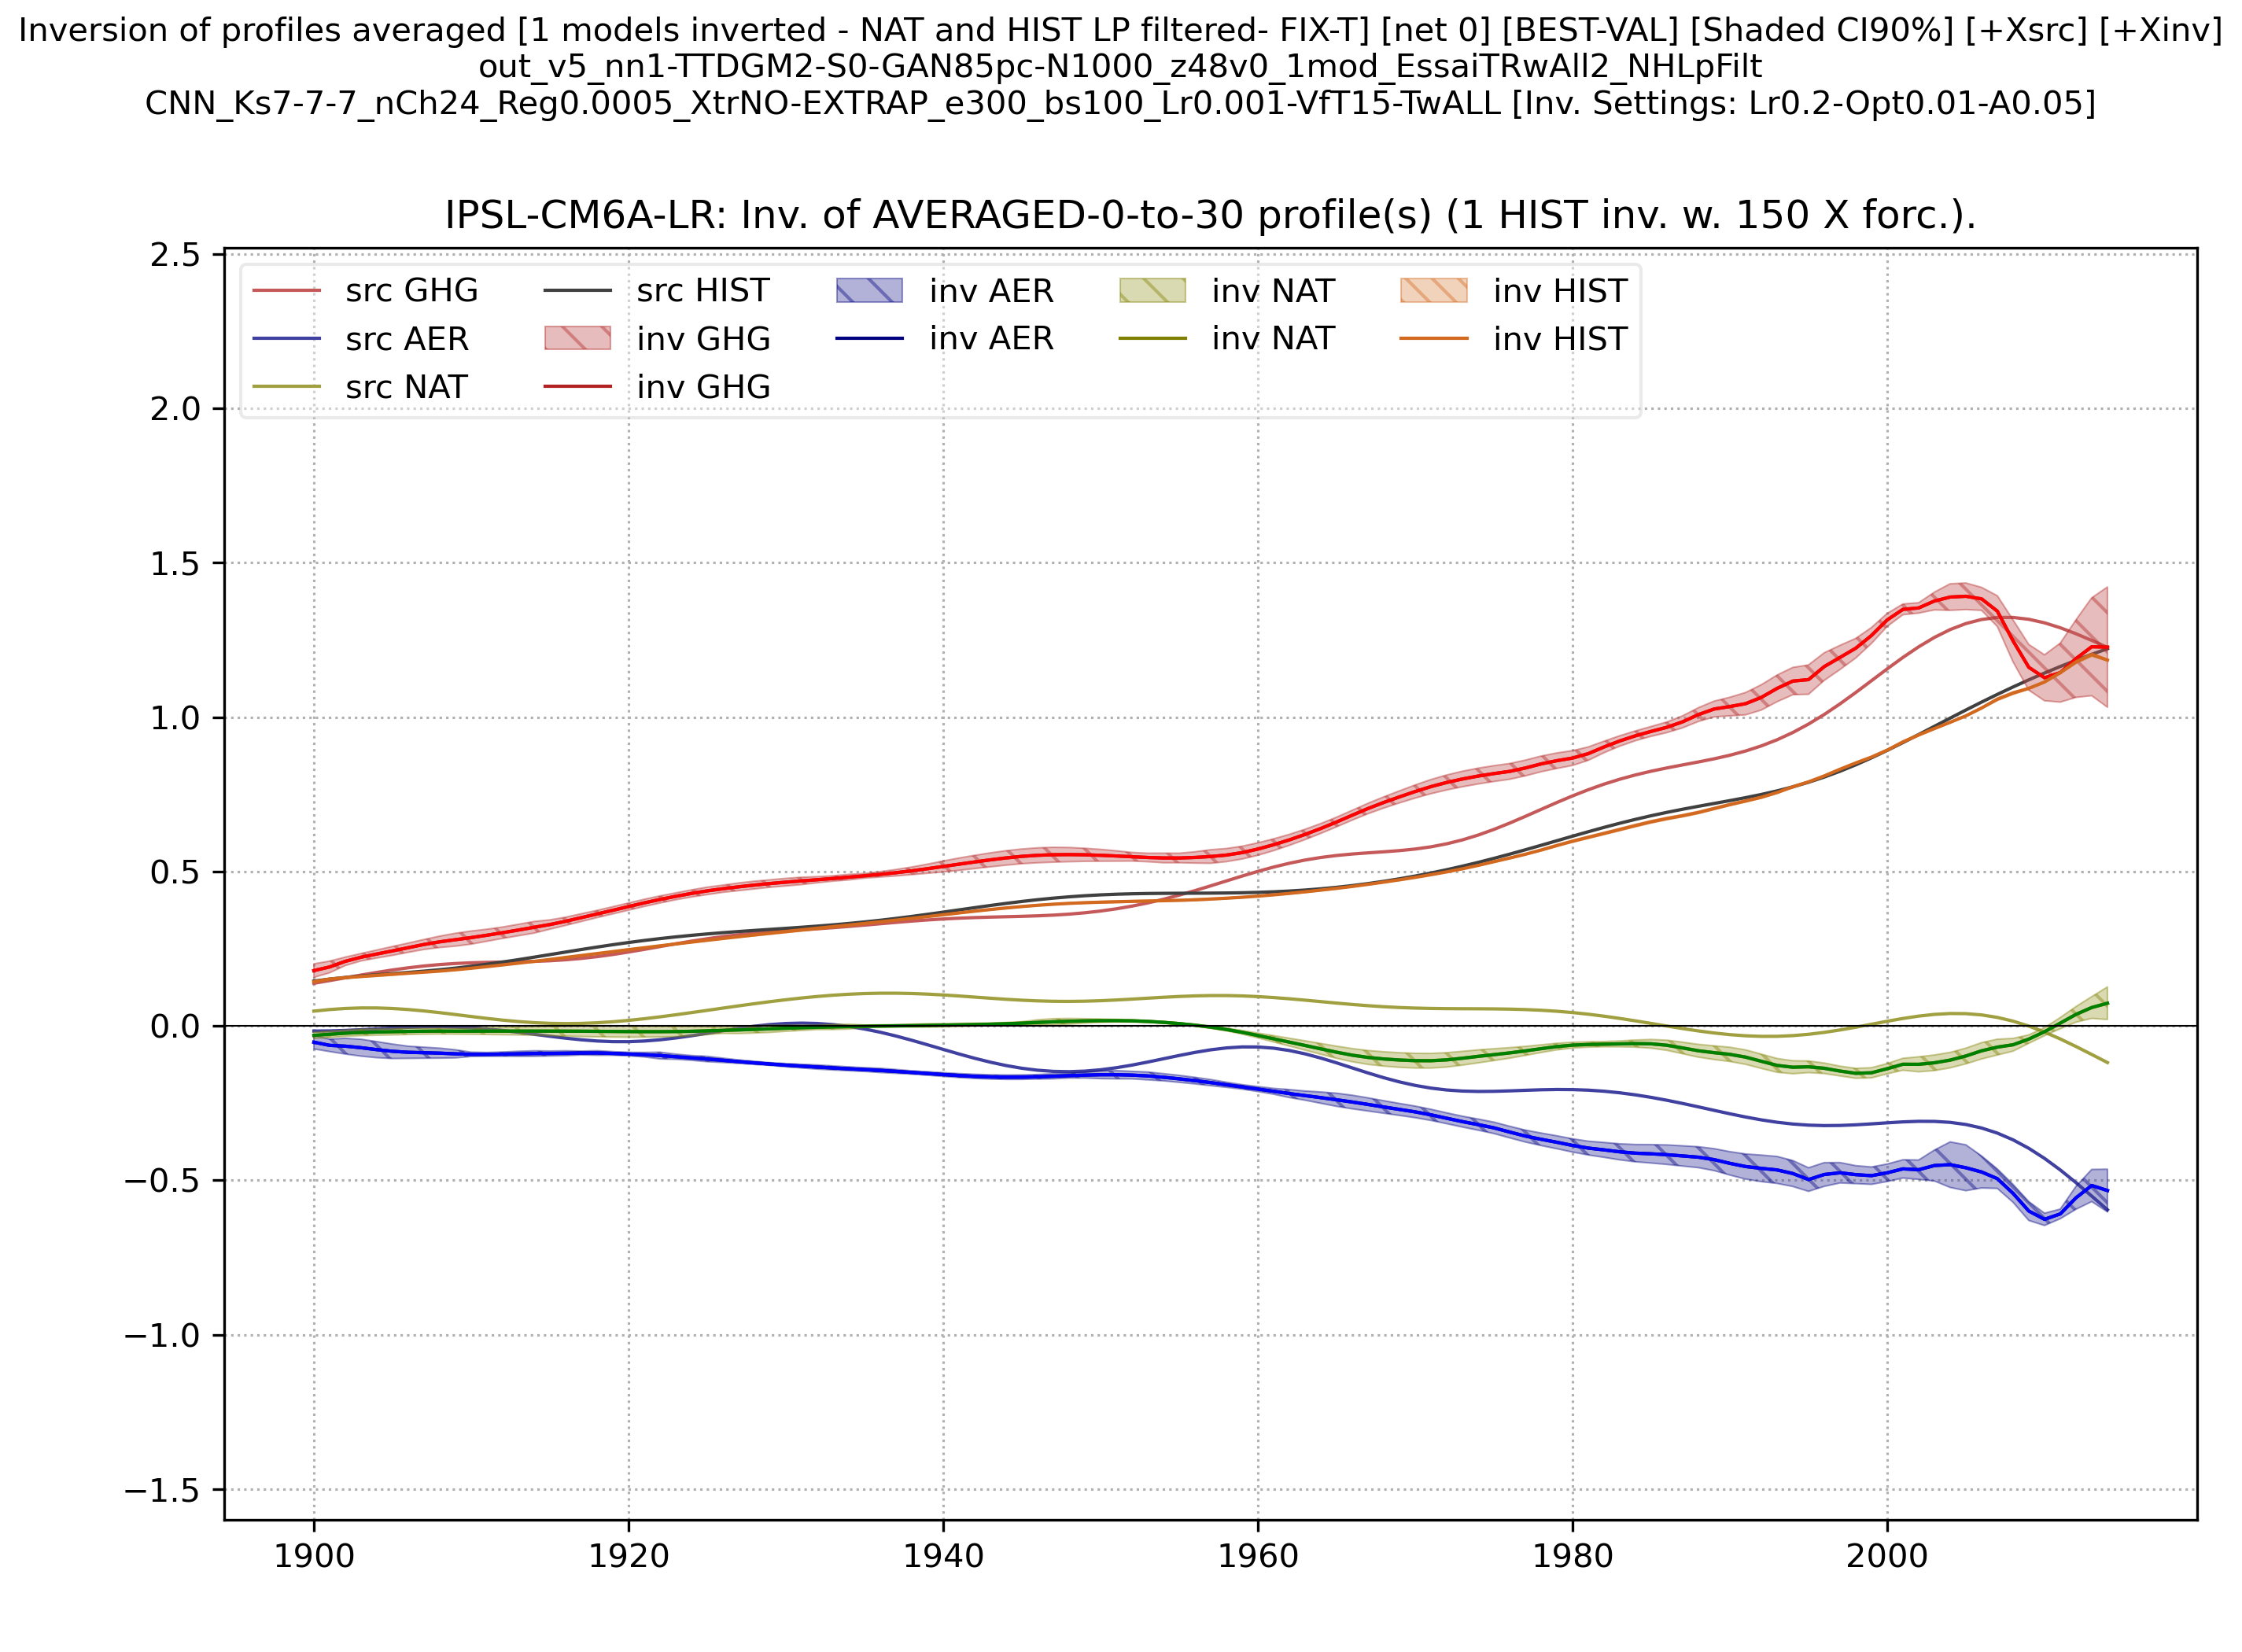 Inversion of profiles averaged [1 models inverted - NAT and HIST LP filtered- FIX-T] [net 0] [BEST-VAL] [Shaded CI90%] [+Xsrc] [+Xinv]
out_v5_nn1-TTDGM2-S0-GAN85pc-N1000_z48v0_1mod_EssaiTRwAll2_NHLpFilt
CNN_Ks7-7-7_nCh24_Reg0.0005_XtrNO-EXTRAP_e300_bs100_Lr0.001-VfT15-TwALL [Inv. Settings: Lr0.2-Opt0.01-A0.05]
IPSL-CM6A-LR: Inv. of AVERAGED-0-to-30 profile(s) (1 HIST inv. w. 150 X forc.).
src GHG
src AER
src NAT
src HIST
inv GHG
inv GHG
inv AER
inv AER
inv NAT
inv NAT
inv HIST
inv HIST
2.5
2.0
1.5
1.0
0.5
0.0
−0.5
−1.0
−1.5
1900 1920 1940 1960 1980 2000